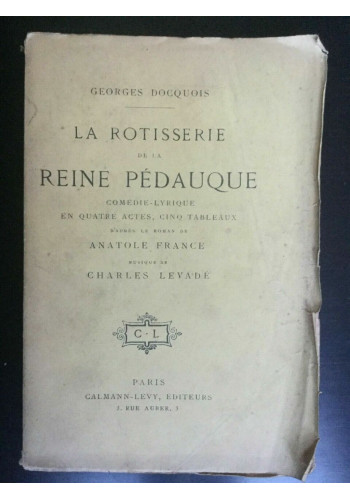 GEORGES DOCQUOIS
LA ROTISSERIE
DE LA
REINE PÉDAUQUE
COMÉDIE-LYRIQUE
EN QUATRE ACTES, CINQ TABLEAUX
D'APRÈS LE ROMAN DE
ANATOLE FRANCE
MUSIQUE DE
CHARLES LEVADÉ
C-L
PARIS
CALMANN-LÉVY, ÉDITEURS
3, RUE AUBER, 3